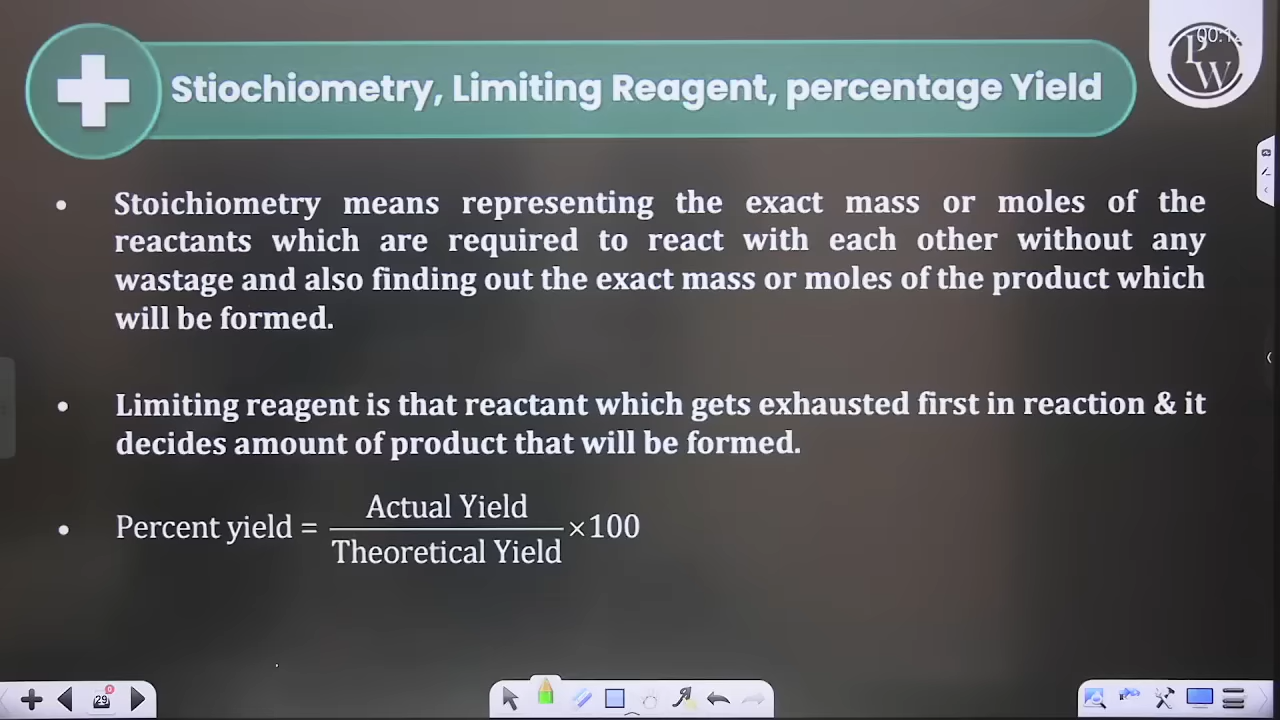 Stiochiometry, Limiting Reagent, percentage Yield
PW
• Stoichiometry means representing the exact mass or moles of the
reactants which are required to react with each other without any
wastage and also finding out the exact mass or moles of the product which
will be formed.
• Limiting reagent is that reactant which gets exhausted first in reaction & it
decides amount of product that will be formed.
• Percent yield = Actual Yield / Theoretical Yield ×100
29